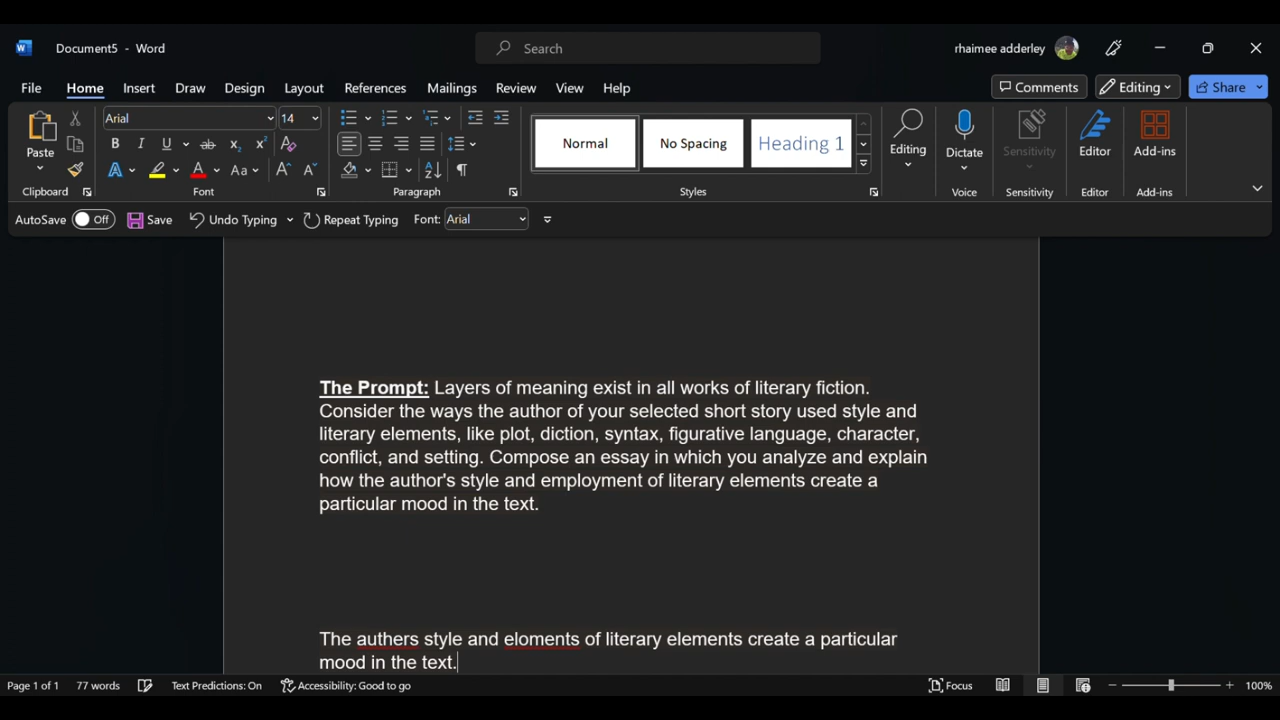 Document5 - Word
Search
rhaimee adderley
File Home Insert Draw Design Layout References Mailings Review View Help
Comments Editing Share
Arial 14
Paste
B I U ab x₂ x²
A A Aa A A
Normal No Spacing Heading 1
Editing Dictate Sensitivity Editor Add-ins
Clipboard Font Paragraph Styles Voice Sensitivity Editor Add-ins
AutoSave Off Save Undo Typing Repeat Typing Font: Arial
The Prompt: Layers of meaning exist in all works of literary fiction.
Consider the ways the author of your selected short story used style and
literary elements, like plot, diction, syntax, figurative language, character,
conflict, and setting. Compose an essay in which you analyze and explain
how the author's style and employment of literary elements create a
particular mood in the text.
The authers style and eloments of literary elements create a particular
mood in the text.
Page 1 of 1 77 words Text Predictions: On Accessibility: Good to go Focus 100%